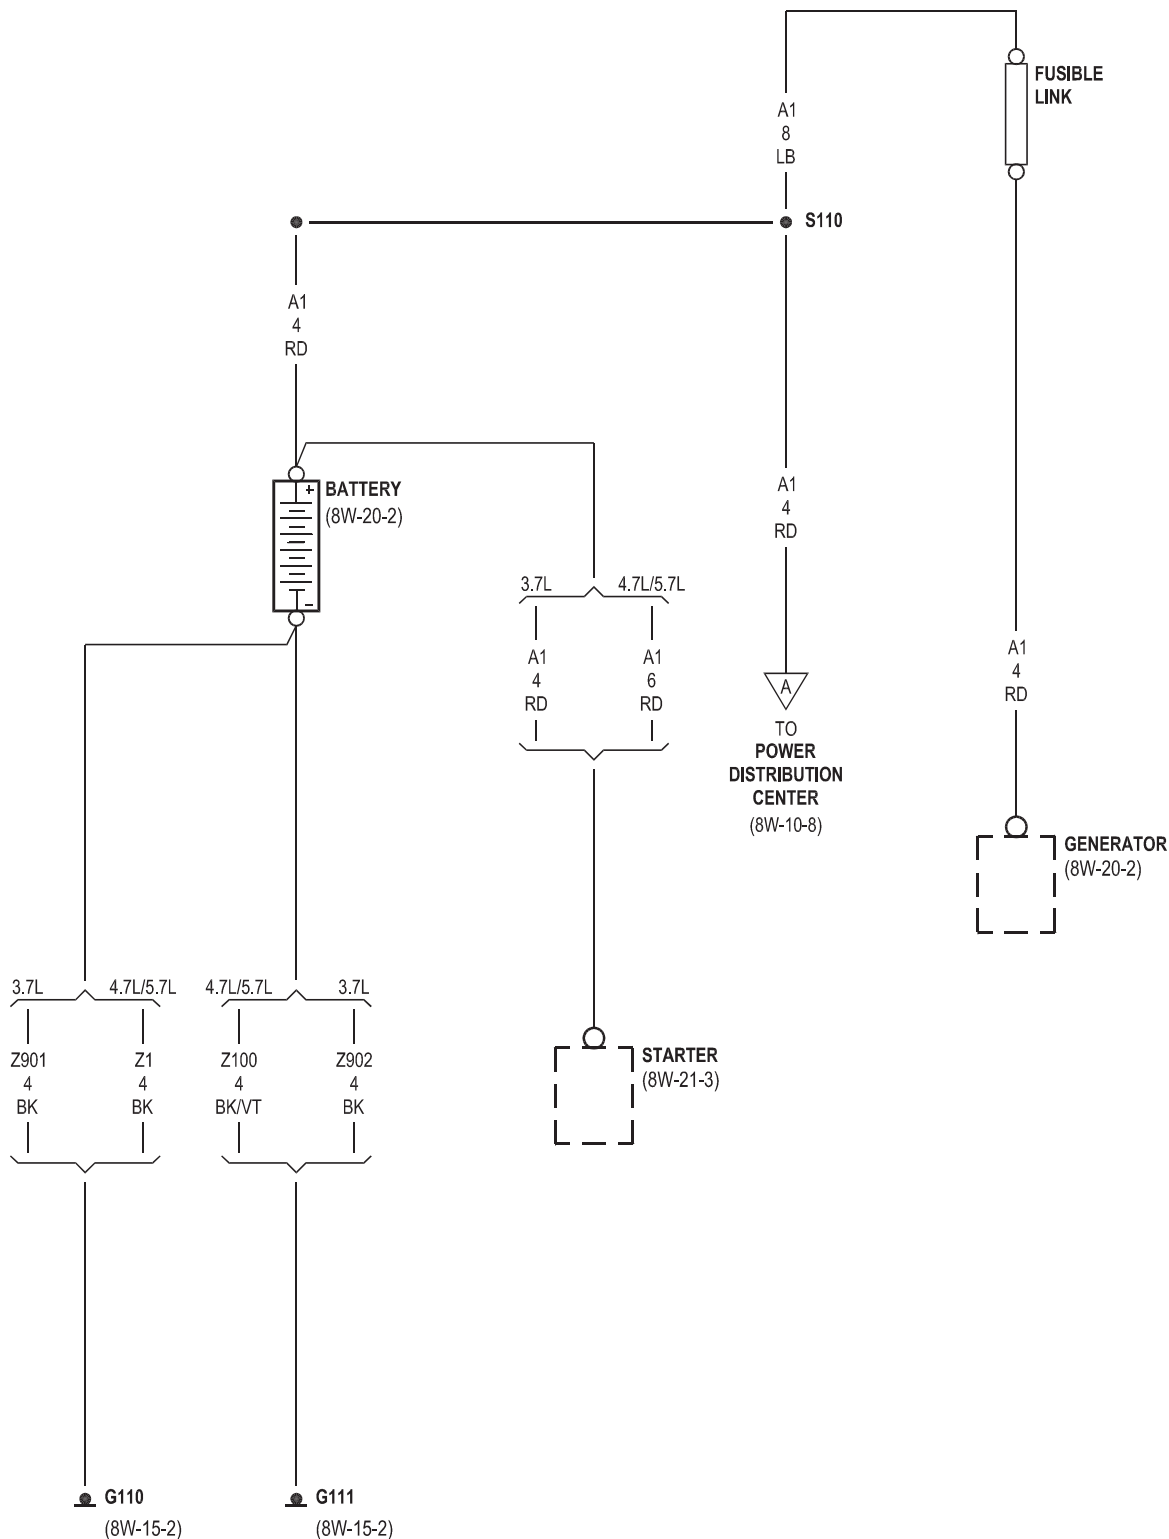 FUSIBLE
LINK
A1
8
LB
S110
A1
4
RD
+
BATTERY
(8W-20-2)
-
A1
4
RD
3.7L
4.7L/5.7L
A1
4
RD
A1
6
RD
A
TO
POWER
DISTRIBUTION
CENTER
(8W-10-8)
A1
4
RD
GENERATOR
(8W-20-2)
3.7L
4.7L/5.7L
4.7L/5.7L
3.7L
Z901
4
BK
Z1
4
BK
Z100
4
BK/VT
Z902
4
BK
STARTER
(8W-21-3)
G110
(8W-15-2)
G111
(8W-15-2)